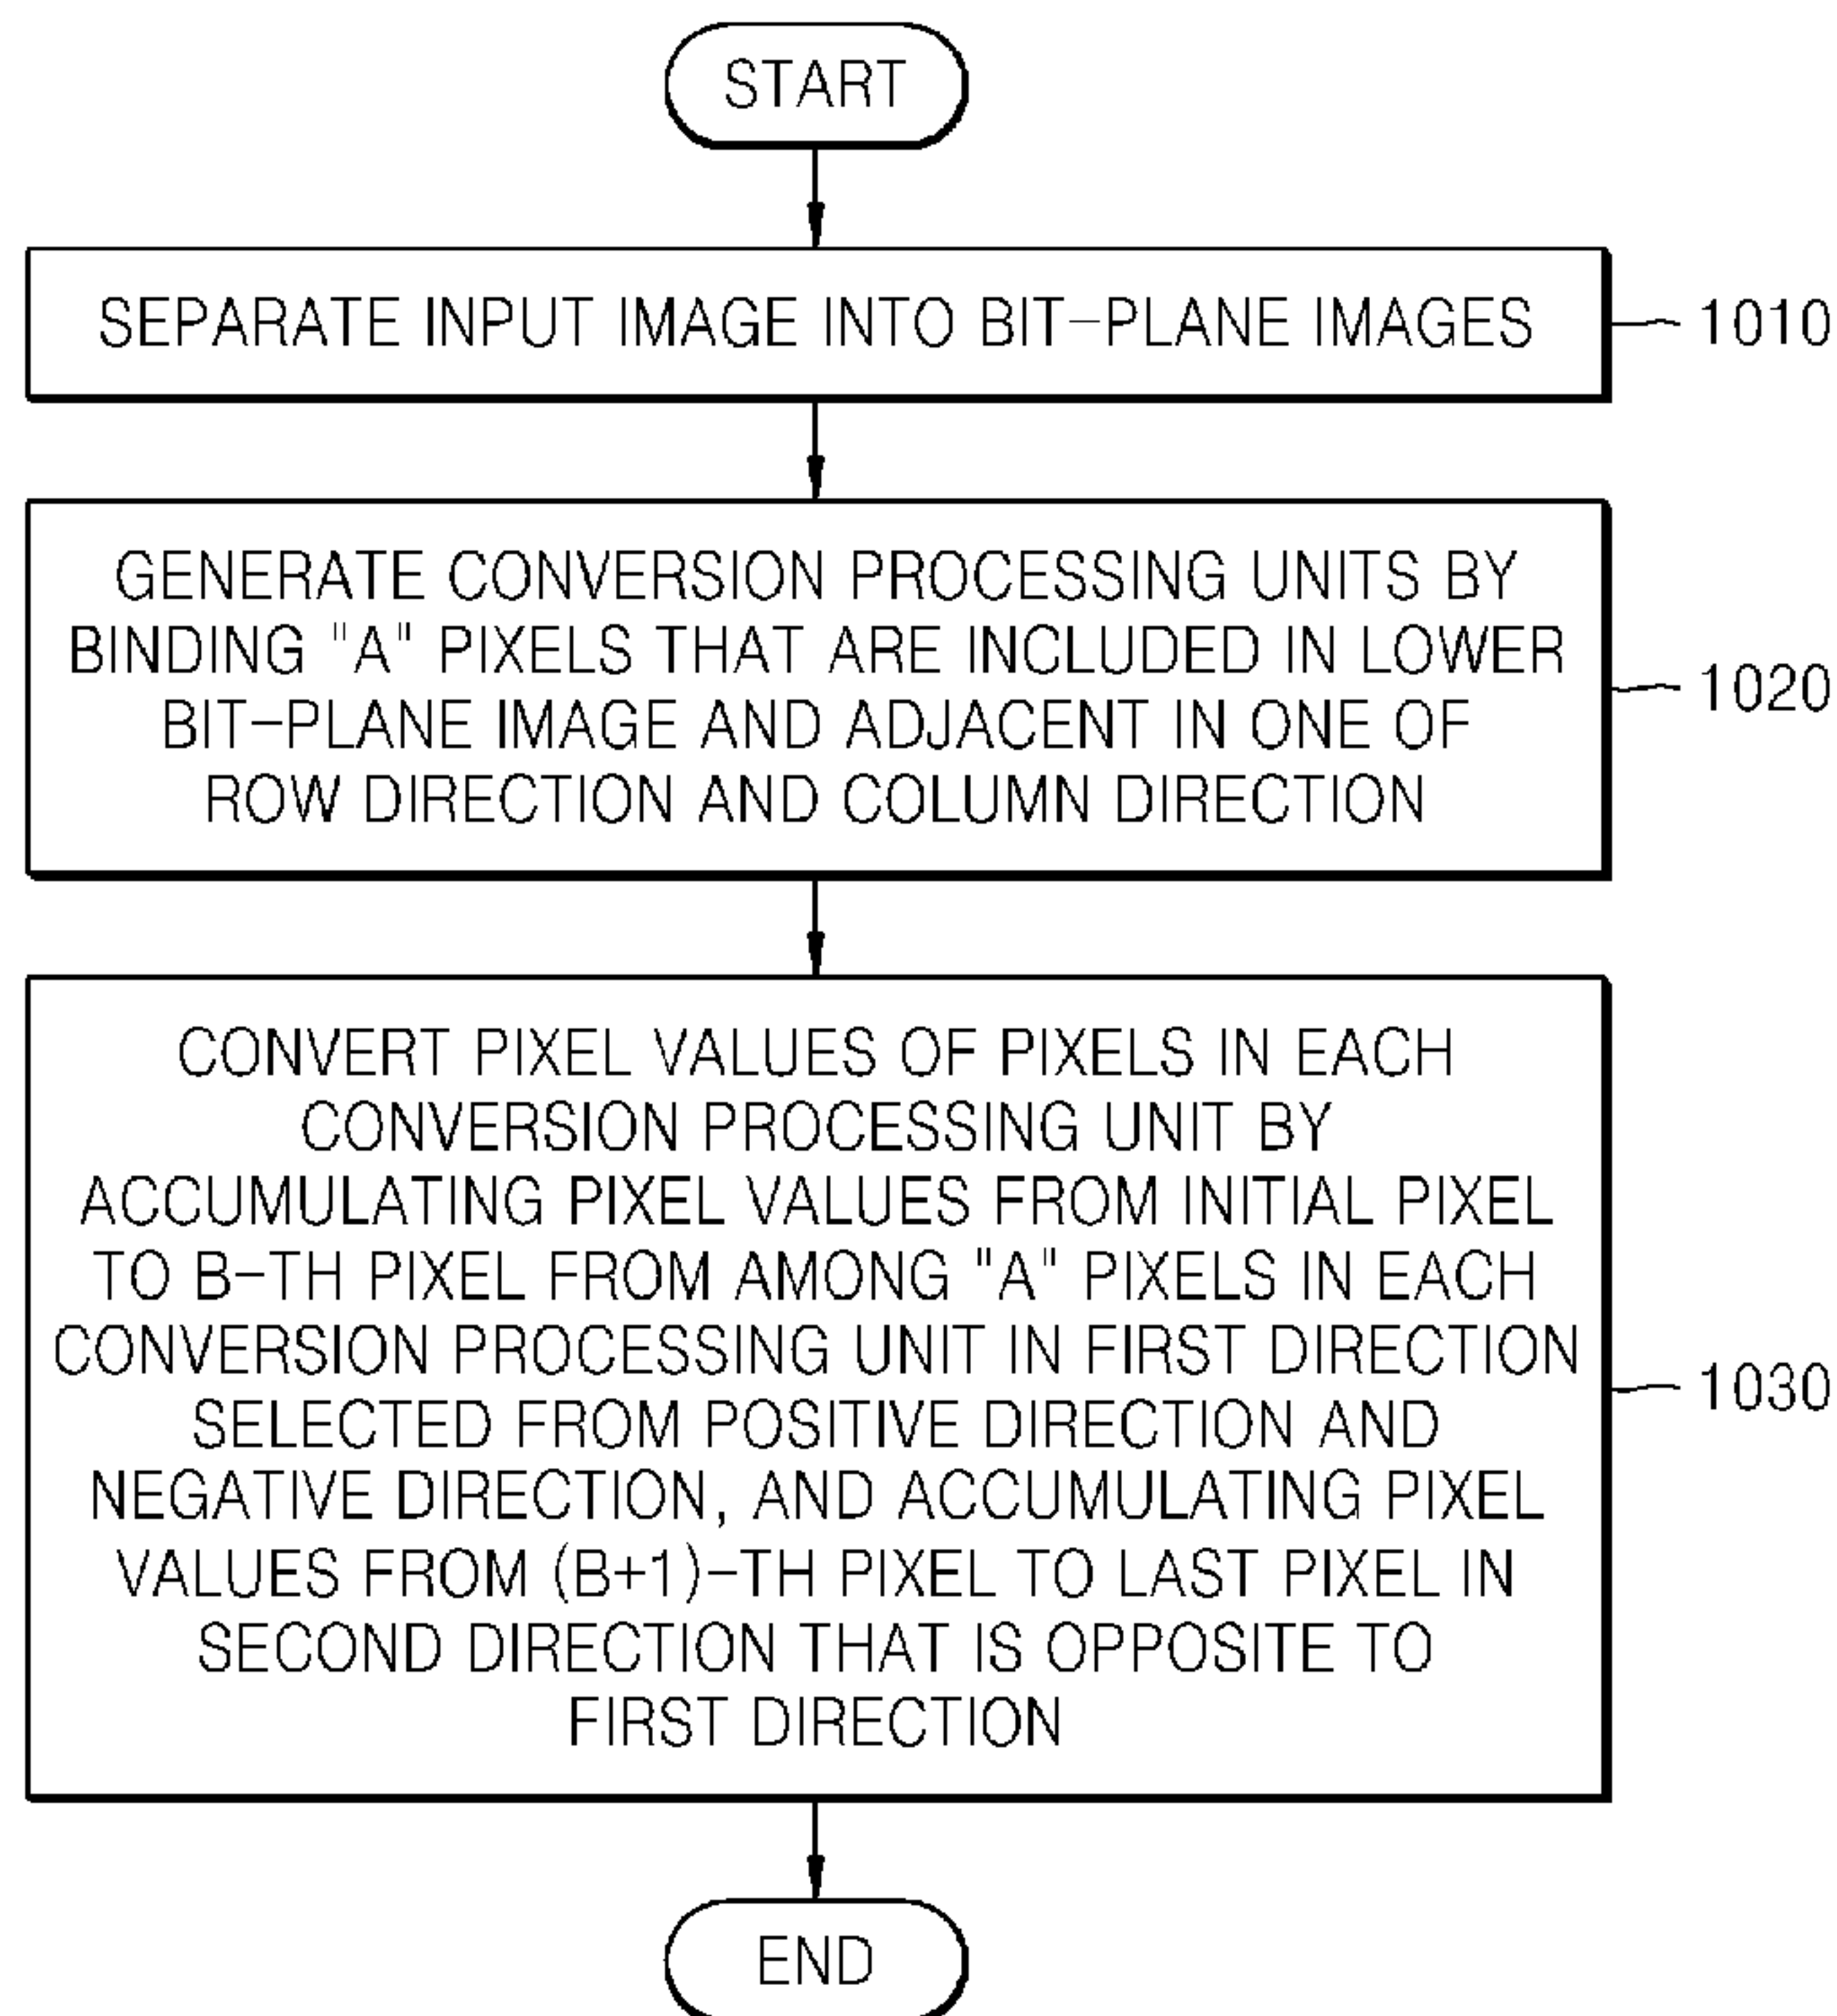 START
SEPARATE INPUT IMAGE INTO BIT-PLANE IMAGES
1010
GENERATE CONVERSION PROCESSING UNITS BY
BINDING "A" PIXELS THAT ARE INCLUDED IN LOWER
BIT-PLANE IMAGE AND ADJACENT IN ONE OF
ROW DIRECTION AND COLUMN DIRECTION
1020
CONVERT PIXEL VALUES OF PIXELS IN EACH
CONVERSION PROCESSING UNIT BY
ACCUMULATING PIXEL VALUES FROM INITIAL PIXEL
TO B-TH PIXEL FROM AMONG "A" PIXELS IN EACH
CONVERSION PROCESSING UNIT IN FIRST DIRECTION
SELECTED FROM POSITIVE DIRECTION AND
NEGATIVE DIRECTION, AND ACCUMULATING PIXEL
VALUES FROM (B+1)-TH PIXEL TO LAST PIXEL IN
SECOND DIRECTION THAT IS OPPOSITE TO
FIRST DIRECTION
1030
END